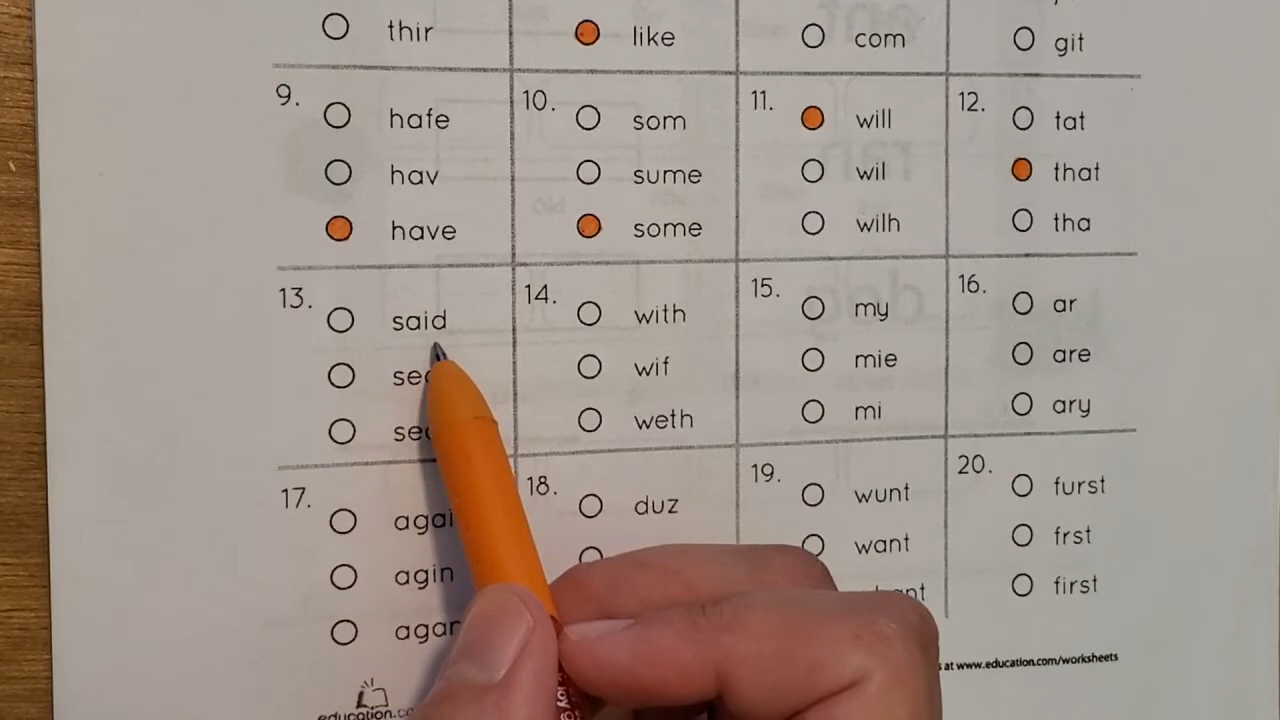 thir
like
com
git
9.
hafe
hav
have
10.
som
sume
some
11.
will
wil
wilh
12.
tat
that
tha
13.
said
14.
with
wif
weth
15.
my
mie
mi
16.
ar
are
ary
17.
agin
18.
duz
19.
wunt
want
20.
furst
frst
first
at www.education.com/worksheets